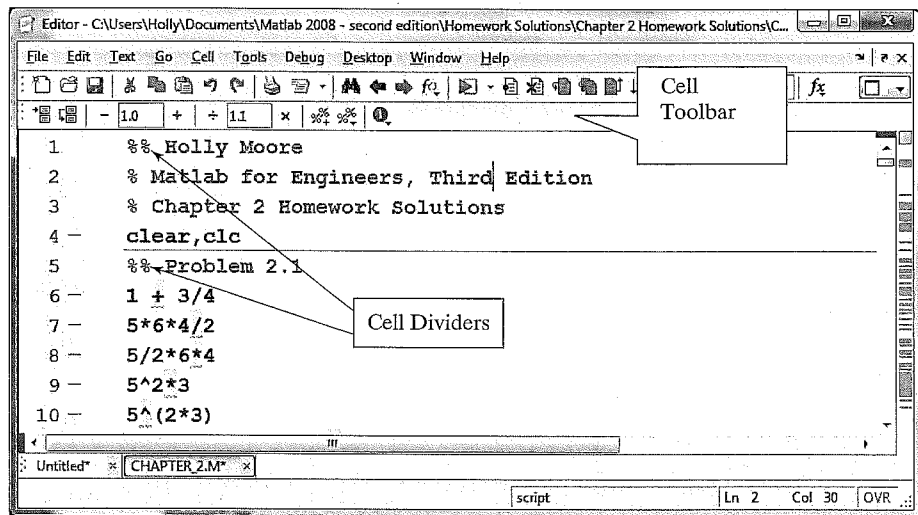 Editor - C:\Users\Holly\Documents\Matlab 2008 - second edition\Homework Solutions\Chapter 2 Homework Solutions\C...
File Edit Text Go Cell Tools Debug Desktop Window Help
Cell
Toolbar
- 1.0 + ÷ 1.1 ×
1 %% Holly Moore
2 % Matlab for Engineers, Third Edition
3 % Chapter 2 Homework Solutions
4 — clear,clc
5 %% Problem 2.1
6 — 1 + 3/4
7 — 5*6*4/2
8 — 5/2*6*4
9 — 5^2*3
10 — 5^(2*3)
Cell Dividers
Untitled* × CHAPTER_2.M* ×
script Ln 2 Col 30 OVR